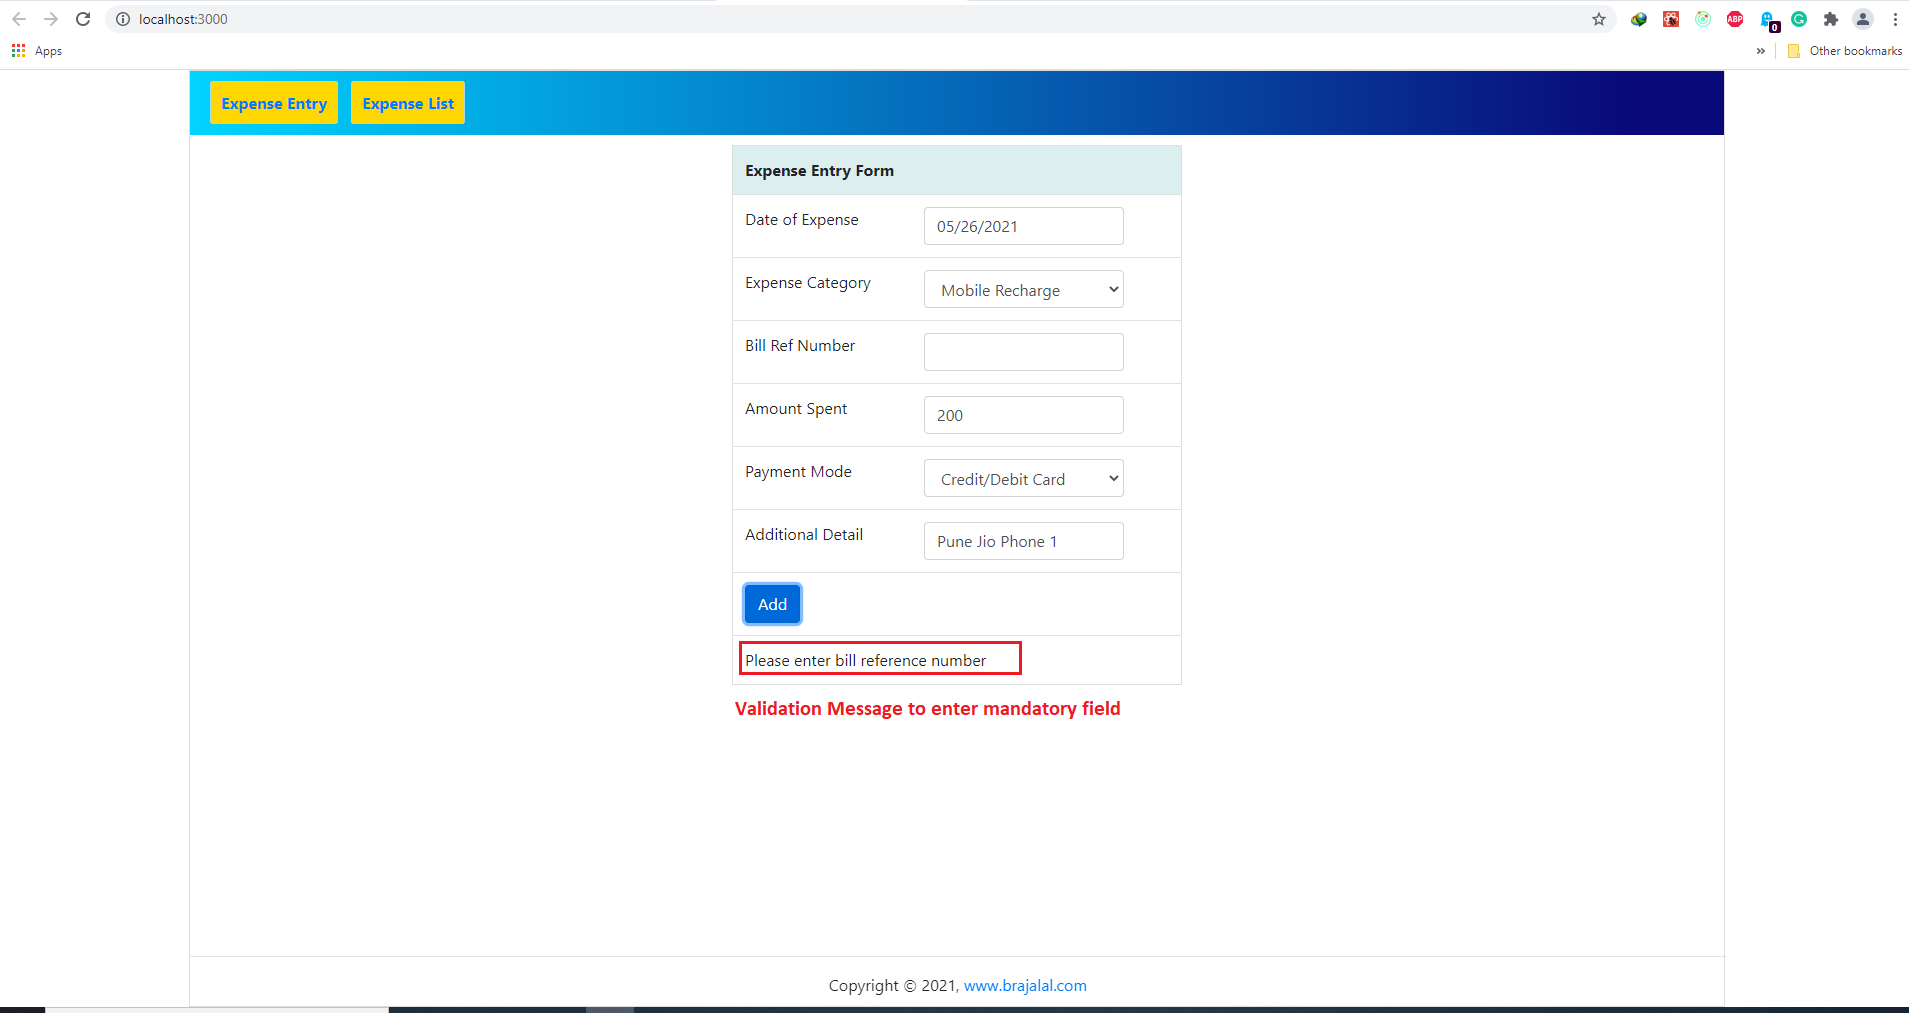 localhost:3000
ABP
0
Apps
»
Other bookmarks
Expense Entry Expense List
Expense Entry Form
Date of Expense 05/26/2021
Expense Category Mobile Recharge
Bill Ref Number
Amount Spent 200
Payment Mode Credit/Debit Card
Additional Detail Pune Jio Phone 1
Add
Please enter bill reference number
Validation Message to enter mandatory field
Copyright © 2021, www.brajalal.com